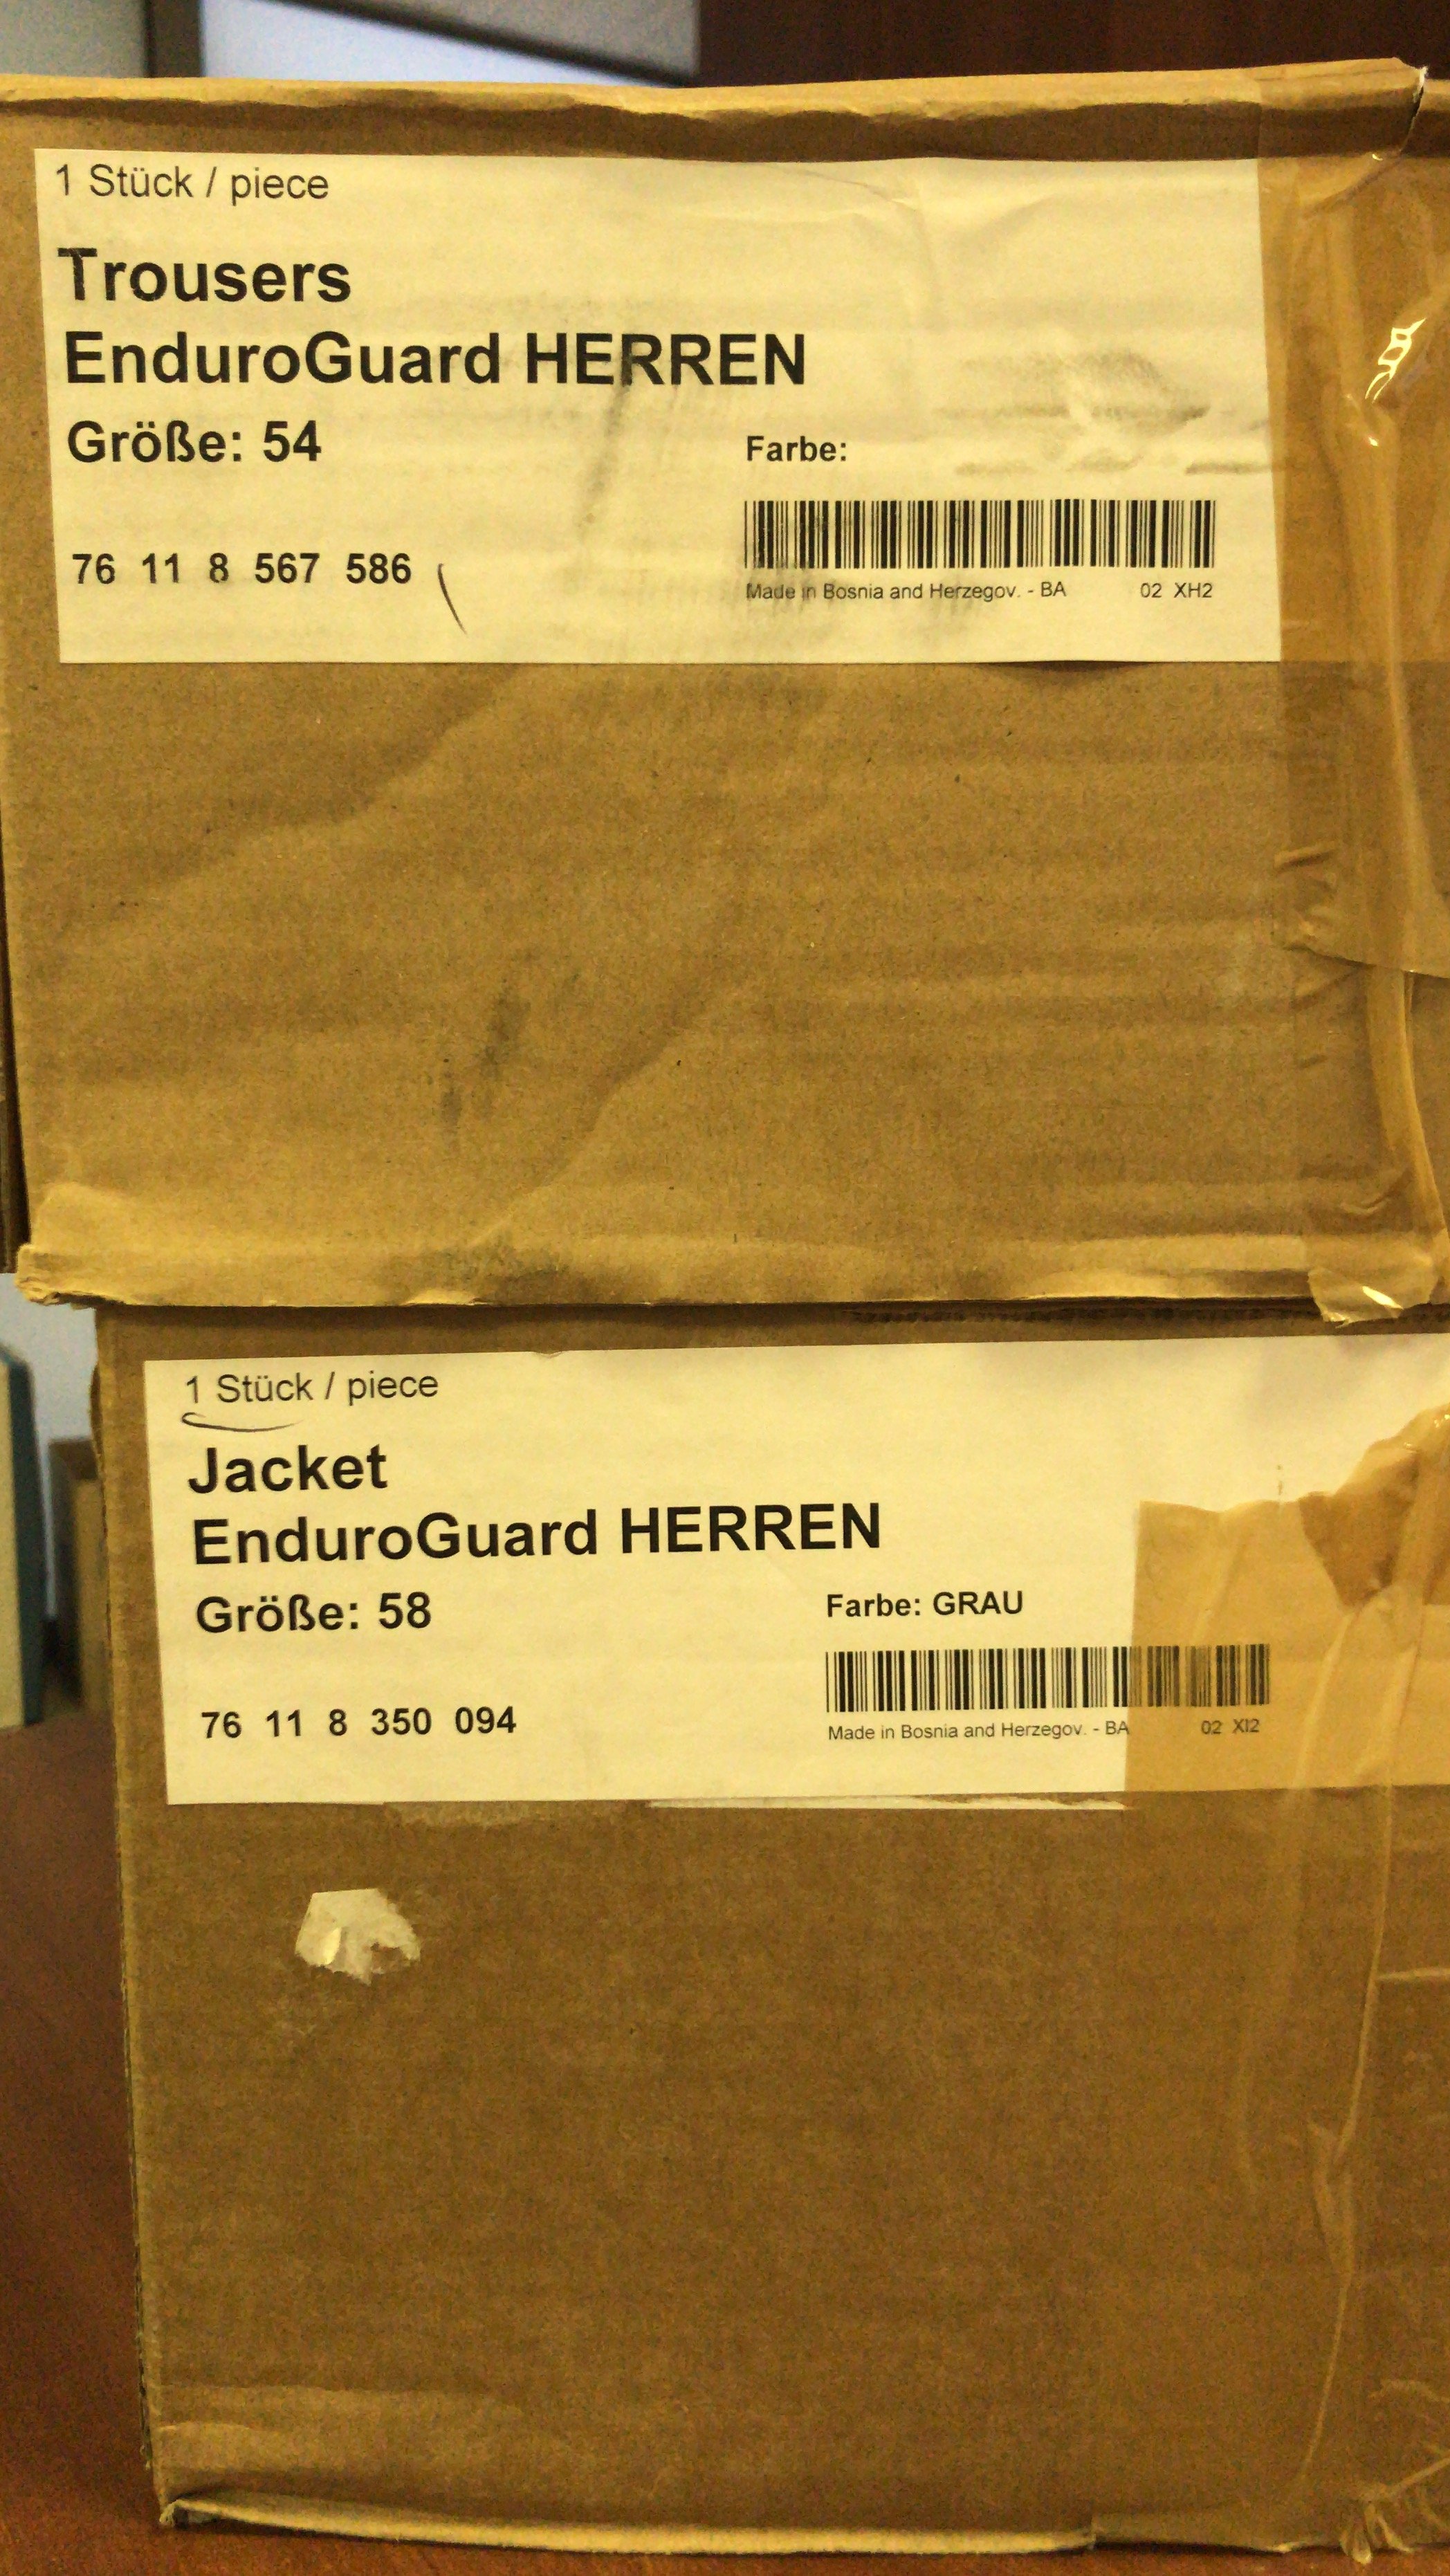 1 Stück / piece
Trousers
EnduroGuard HERREN
Größe: 54
Farbe:
76 11 8 567 586
Made in Bosnia and Herzegov. - BA 02 XH2
1 Stück / piece
Jacket
EnduroGuard HERREN
Größe: 58
Farbe: GRAU
76 11 8 350 094
Made in Bosnia and Herzegov. - BA 02 XI2